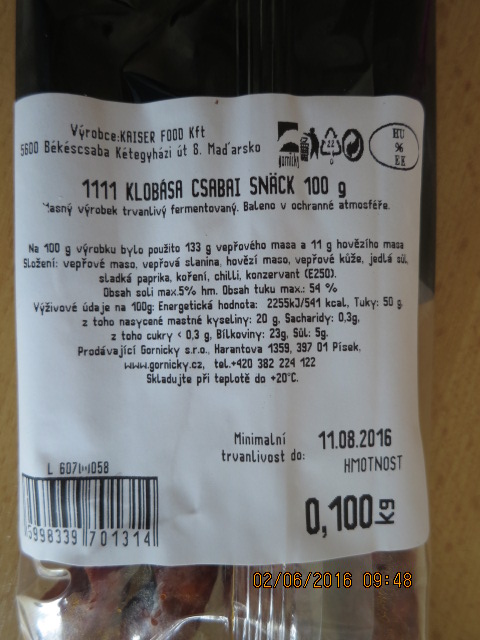 Výrobce:KAISER FOOD Kft
5600 Békéscsaba Kétegyházi út 8. Maďarsko
Gornický
22
HU
%
EK
1111 KLOBÁSA CSABAI SNÄCK 100 g
Masný výrobek trvanlivý fermentovaný. Baleno v ochranné atmosféře.
Na 100 g výrobku bylo použito 133 g vepřového masa a 11 g hovězího masa
Složení: vepřové maso, vepřová slanina, hovězí maso, vepřové kůže, jedlá sůl,
sladká paprika, koření, chilli, konzervant (E250).
Obsah soli max.5% hm. Obsah tuku max.: 54 %
Výživové údaje na 100g: Energetická hodnota: 2255kJ/541 kcal, Tuky: 50 g,
z toho nasycené mastné kyseliny: 20 g, Sacharidy: 0,3g,
z toho cukry < 0,3 g, Bílkoviny: 23g, Sůl: 5g.
Prodávající Gornicky s.r.o., Harantova 1359, 397 01 Písek,
www.gornicky.cz, tel.+420 382 224 122
Skladujte při teplotě do +20°C.
Minimalní
trvanlivost do:
11.08.2016
HMOTNOST
0,100 kg
5998339 701314
02/06/2016 09:48